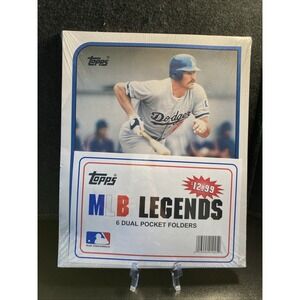 Topps
Dodgers
Topps
$12.99
MLB LEGENDS
6 DUAL POCKET FOLDERS